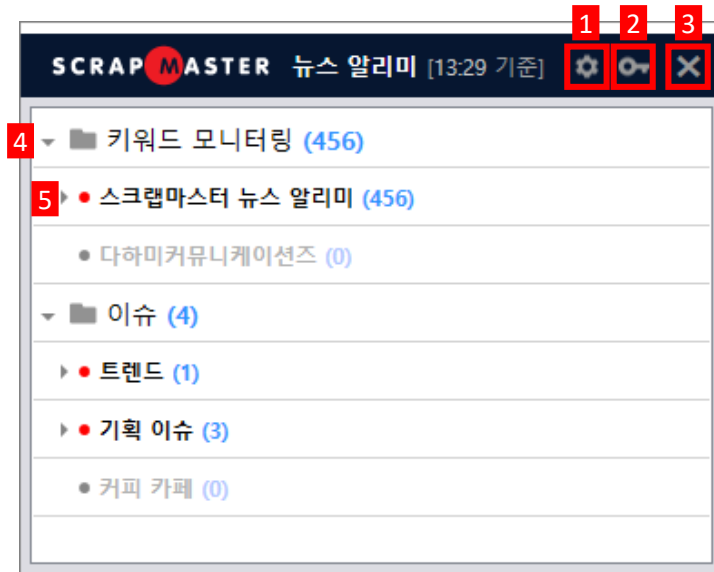 1 2 3
SCRAPMASTER 뉴스 알리미 [13:29 기준]
4 키워드 모니터링 (456)
5 스크랩마스터 뉴스 알리미 (456)
다하미커뮤니케이션즈 (0)
이슈 (4)
트렌드 (1)
기획 이슈 (3)
커피 카페 (0)